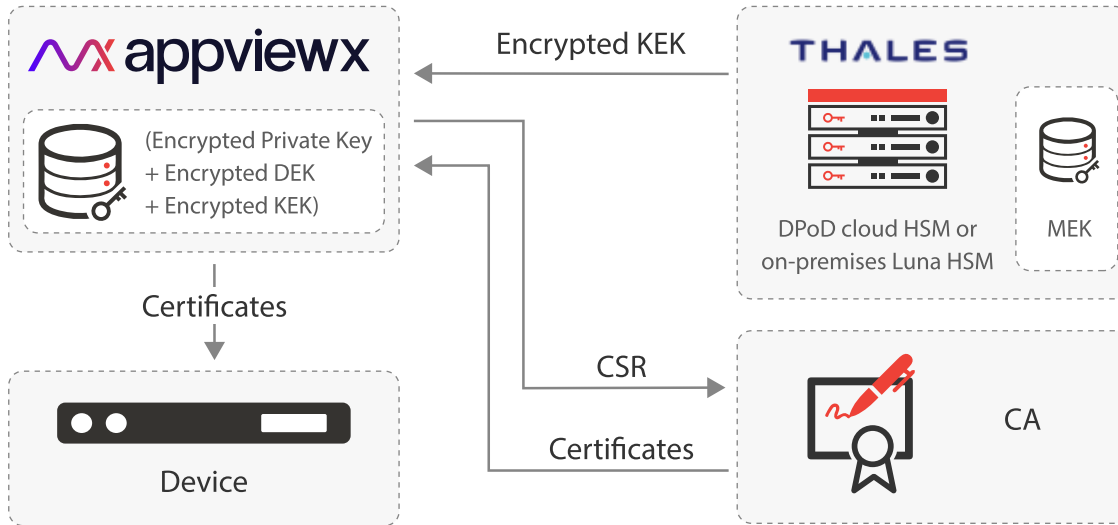 appviewx
(Encrypted Private Key
+ Encrypted DEK
+ Encrypted KEK)
Encrypted KEK
THALES
DPoD cloud HSM or
on-premises Luna HSM
MEK
Certificates
Device
CSR
Certificates
CA